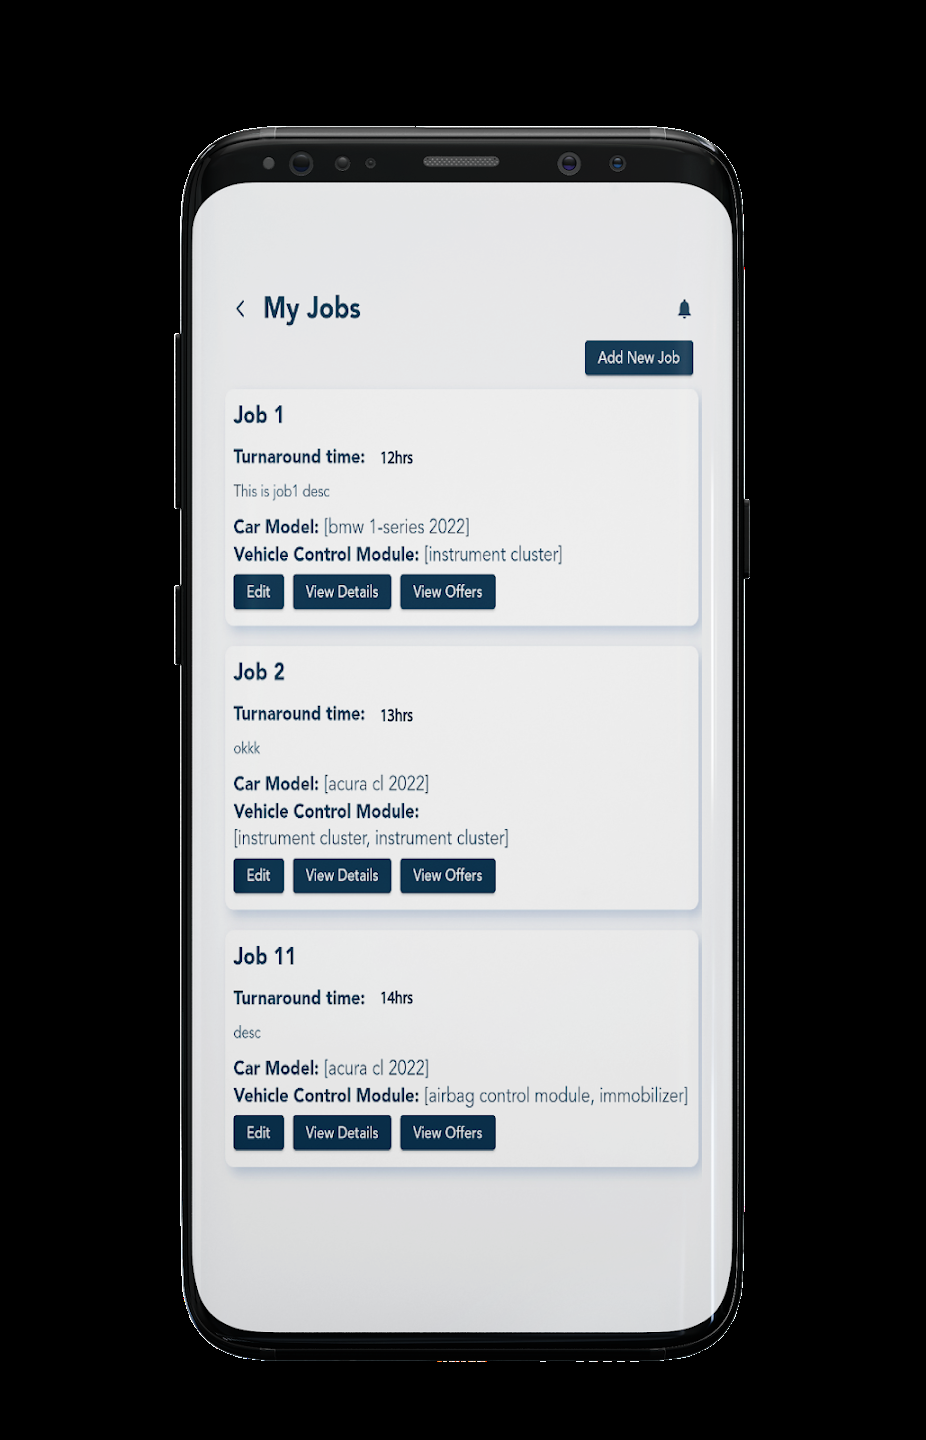 My Jobs
Add New Job
Job 1
Turnaround time: 12hrs
This is job1 desc
Car Model: [bmw 1-series 2022]
Vehicle Control Module: [instrument cluster]
Edit View Details View Offers
Job 2
Turnaround time: 13hrs
okkk
Car Model: [acura cl 2022]
Vehicle Control Module:
[instrument cluster, instrument cluster]
Edit View Details View Offers
Job 11
Turnaround time: 14hrs
desc
Car Model: [acura cl 2022]
Vehicle Control Module: [airbag control module, immobilizer]
Edit View Details View Offers